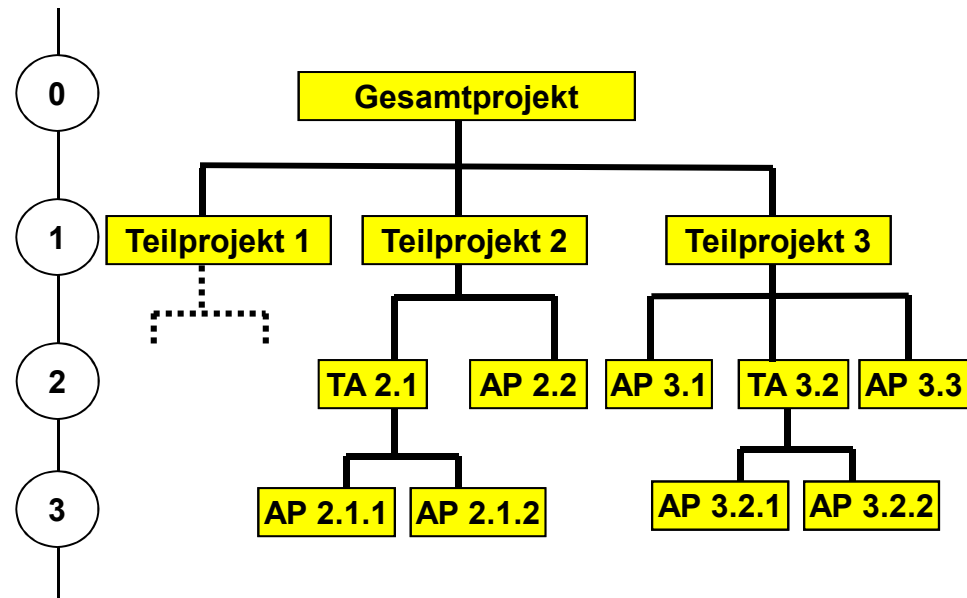 0
Gesamtprojekt
1
Teilprojekt 1
Teilprojekt 2
Teilprojekt 3
2
TA 2.1
AP 2.2
AP 3.1
TA 3.2
AP 3.3
3
AP 2.1.1
AP 2.1.2
AP 3.2.1
AP 3.2.2